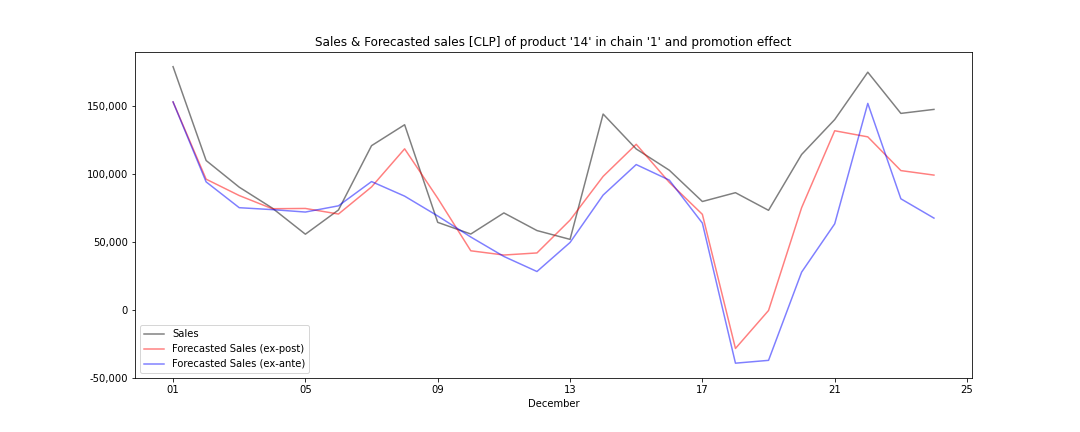 Sales & Forecasted sales [CLP] of product '14' in chain '1' and promotion effect
150,000
100,000
50,000
0
-50,000
Sales
Forecasted Sales (ex-post)
Forecasted Sales (ex-ante)
01 05 09 13 17 21 25
December